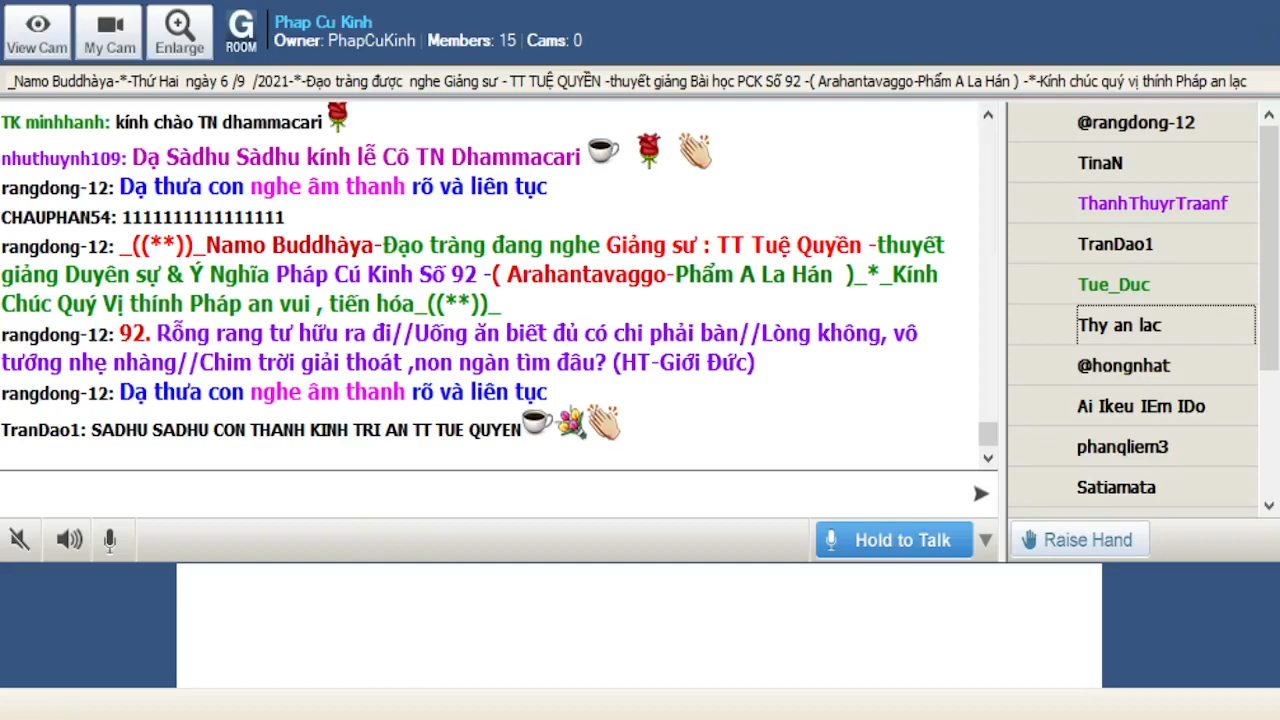 View Cam
My Cam
Enlarge
G
ROOM
Phap Cu Kinh
Owner: PhapCuKinh | Members: 15 | Cams: 0
_Namo Buddhàya-*-Thứ Hai ngày 6 /9 /2021-*-Đạo tràng được nghe Giảng sư - TT TUỆ QUYỀN -thuyết giảng Bài học PCK Số 92 -( Arahantavaggo-Phẩm A La Hán ) -*-Kính chúc quý vị thính Pháp an lạc
TK minhhanh: kính chào TN dhammacari
nhuthuynh109: Dạ Sàdhu Sàdhu kính lễ Cô TN Dhammacari
rangdong-12: Dạ thưa con nghe âm thanh rõ và liên tục
CHAUPHAN54: 1111111111111111
rangdong-12: _((**))_Namo Buddhàya-Đạo tràng đang nghe Giảng sư : TT Tuệ Quyền -thuyết
giảng Duyên sự & Ý Nghĩa Pháp Cú Kinh Số 92 -( Arahantavaggo-Phẩm A La Hán )_*_Kính
Chúc Quý Vị thính Pháp an vui , tiến hóa_((**))_
rangdong-12: 92. Rỗng rang tư hữu ra đi//Uống ăn biết đủ có chi phải bàn//Lòng không, vô
tướng nhẹ nhàng//Chim trời giải thoát ,non ngàn tìm đâu? (HT-Giới Đức)
rangdong-12: Dạ thưa con nghe âm thanh rõ và liên tục
TranDao1: SADHU SADHU CON THANH KINH TRI AN TT TUE QUYEN
@rangdong-12
TinaN
ThanhThuyrTraanf
TranDao1
Tue_Duc
Thy an lac
@hongnhat
Ai Ikeu IEm IDo
phanqliem3
Satiamata
Hold to Talk
Raise Hand